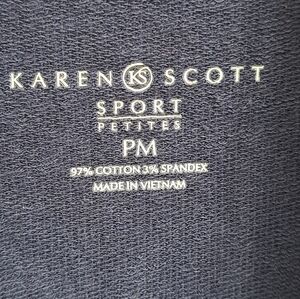 KAREN KS SCOTT
SPORT
PETITES
PM
97% COTTON 3% SPANDEX
MADE IN VIETNAM